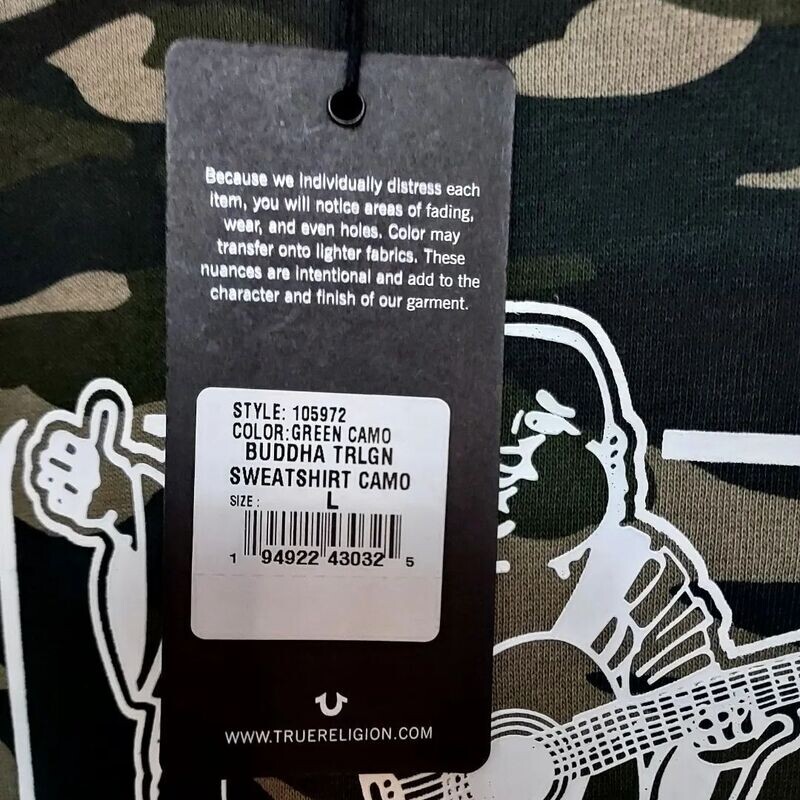 Because we individually distress each
item, you will notice areas of fading,
wear, and even holes. Color may
transfer onto lighter fabrics. These
nuances are intentional and add to the
character and finish of our garment.
STYLE: 105972
COLOR:GREEN CAMO
BUDDHA TRLGN
SWEATSHIRT CAMO
SIZE: L
1 94922 43032 5
WWW.TRUERELIGION.COM